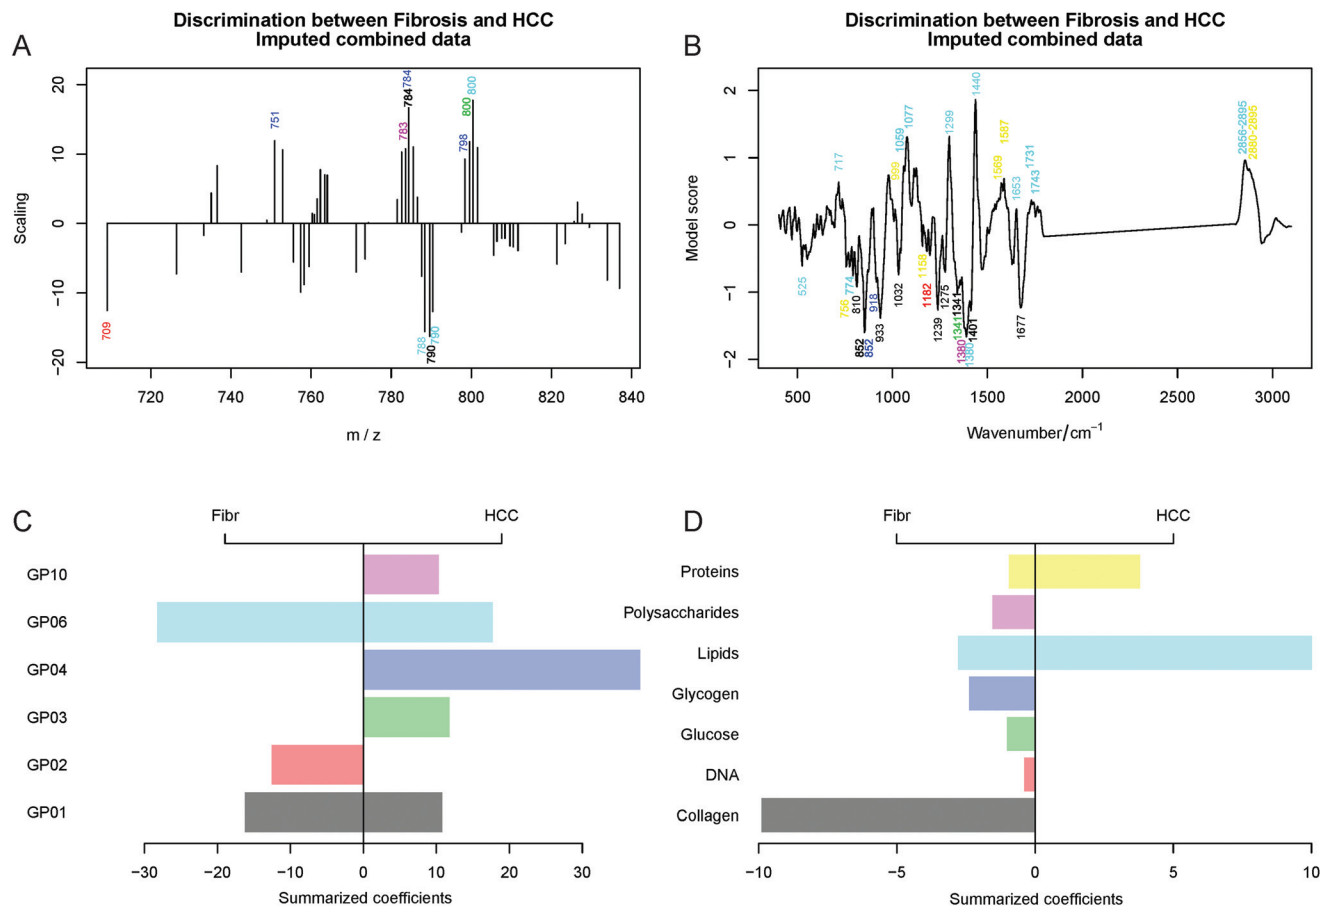 Discrimination between Fibrosis and HCC
Imputed combined data
A
Scaling
20
10
0
−10
−20
709
751
783
784
784
788
790
790
798
800
800
720
740
760
780
800
820
840
m / z
Discrimination between Fibrosis and HCC
Imputed combined data
B
Model score
2
1
0
−1
−2
525
717
756
774
810
852
852
918
933
999
1032
1059
1077
1158
1182
1239
1275
1299
1341
1341
1380
1380
1401
1440
1569
1587
1653
1677
1731
1743
2856-2895
2880-2895
500
1000
1500
2000
2500
3000
Wavenumber/cm−1
C
Fibr
HCC
GP10
GP06
GP04
GP03
GP02
GP01
−30
−20
−10
0
10
20
30
Summarized coefficients
D
Fibr
HCC
Proteins
Polysaccharides
Lipids
Glycogen
Glucose
DNA
Collagen
−10
−5
0
5
10
Summarized coefficients